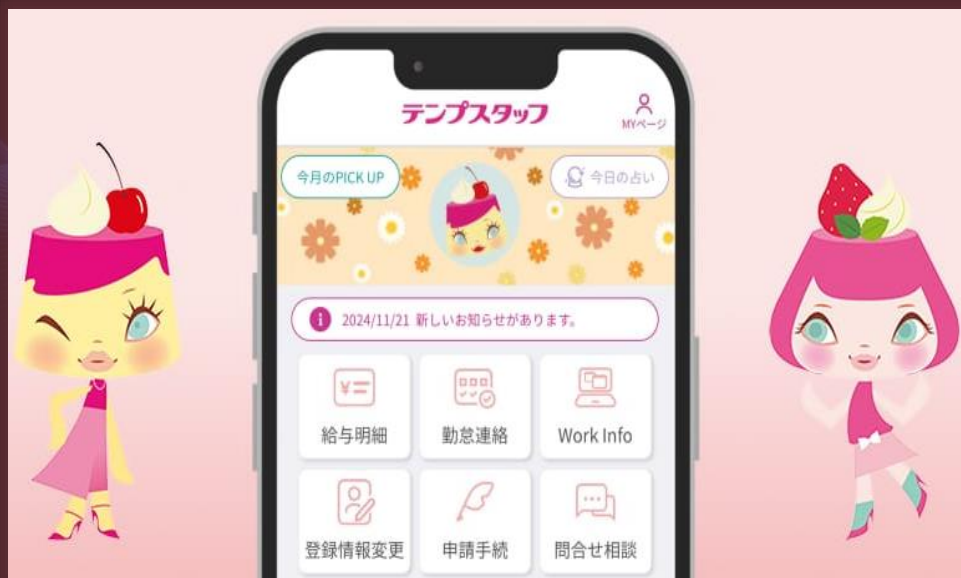 テンプスタッフ
MYページ
今月のPICK UP
今日の占い
2024/11/21 新しいお知らせがあります。
給与明細
勤怠連絡
Work Info
登録情報変更
申請手続
問合せ相談